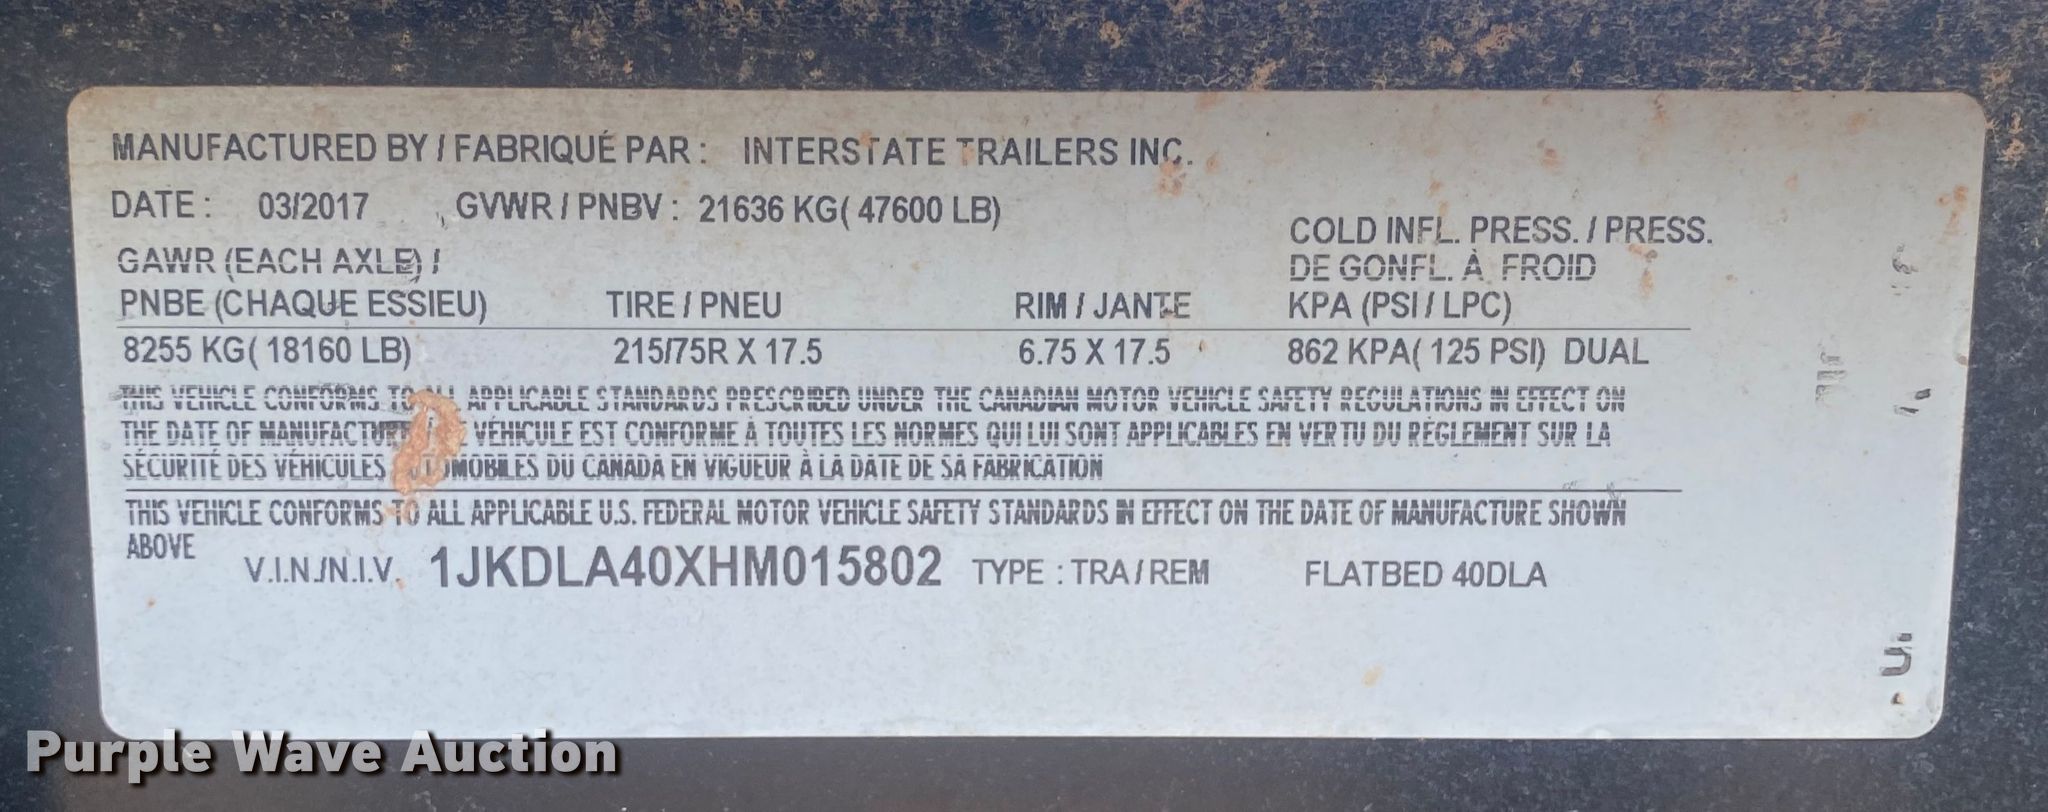 MANUFACTURED BY / FABRIQUÉ PAR : INTERSTATE TRAILERS INC.
DATE : 03/2017 GVWR / PNBV : 21636 KG( 47600 LB)
COLD INFL. PRESS. / PRESS.
GAWR (EACH AXLE) / DE GONFL. À FROID
PNBE (CHAQUE ESSIEU) TIRE / PNEU RIM / JANTE KPA (PSI / LPC)
8255 KG( 18160 LB) 215/75R X 17.5 6.75 X 17.5 862 KPA( 125 PSI) DUAL
THIS VEHICLE CONFORMS TO ALL APPLICABLE STANDARDS PRESCRIBED UNDER THE CANADIAN MOTOR VEHICLE SAFETY REGULATIONS IN EFFECT ON
THE DATE OF MANUFACTURE VÉHICULE EST CONFORME À TOUTES LES NORMES QUI LUI SONT APPLICABLES EN VERTU DU RÈGLEMENT SUR LA
SÉCURITÉ DES VÉHICULES AUTOMOBILES DU CANADA EN VIGUEUR À LA DATE DE SA FABRICATION
THIS VEHICLE CONFORMS TO ALL APPLICABLE U.S. FEDERAL MOTOR VEHICLE SAFETY STANDARDS IN EFFECT ON THE DATE OF MANUFACTURE SHOWN
ABOVE
V.I.N./N.I.V. 1JKDLA40XHM015802 TYPE : TRA / REM FLATBED 40DLA
Purple Wave Auction